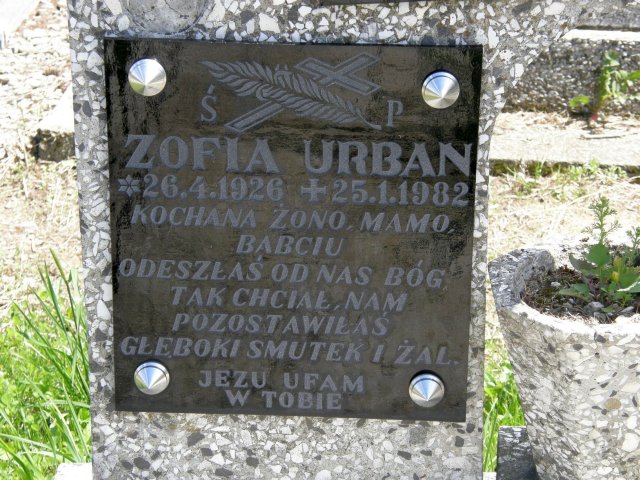 Ś P
ZOFIA URBAN
*26.4.1926 +25.1.1982
KOCHANA ŻONO, MAMO,
BABCIU
ODESZŁAŚ OD NAS BÓG
TAK CHCIAŁ, NAM
POZOSTAWIŁAŚ
GŁEBOKI SMUTEK I ŻAL.
JEZU UFAM
W TOBIE